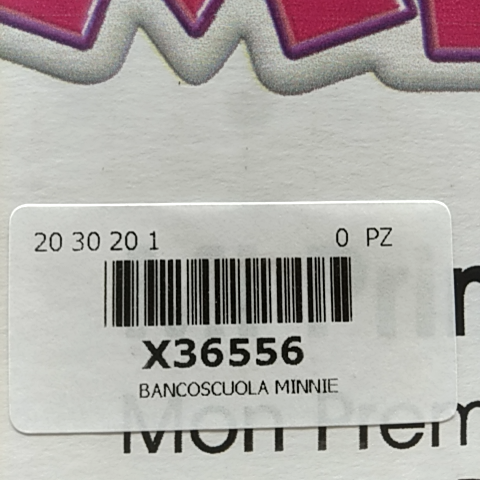 20 30 20 1 0 PZ
X36556
BANCOSCUOLA MINNIE
Mon Prem